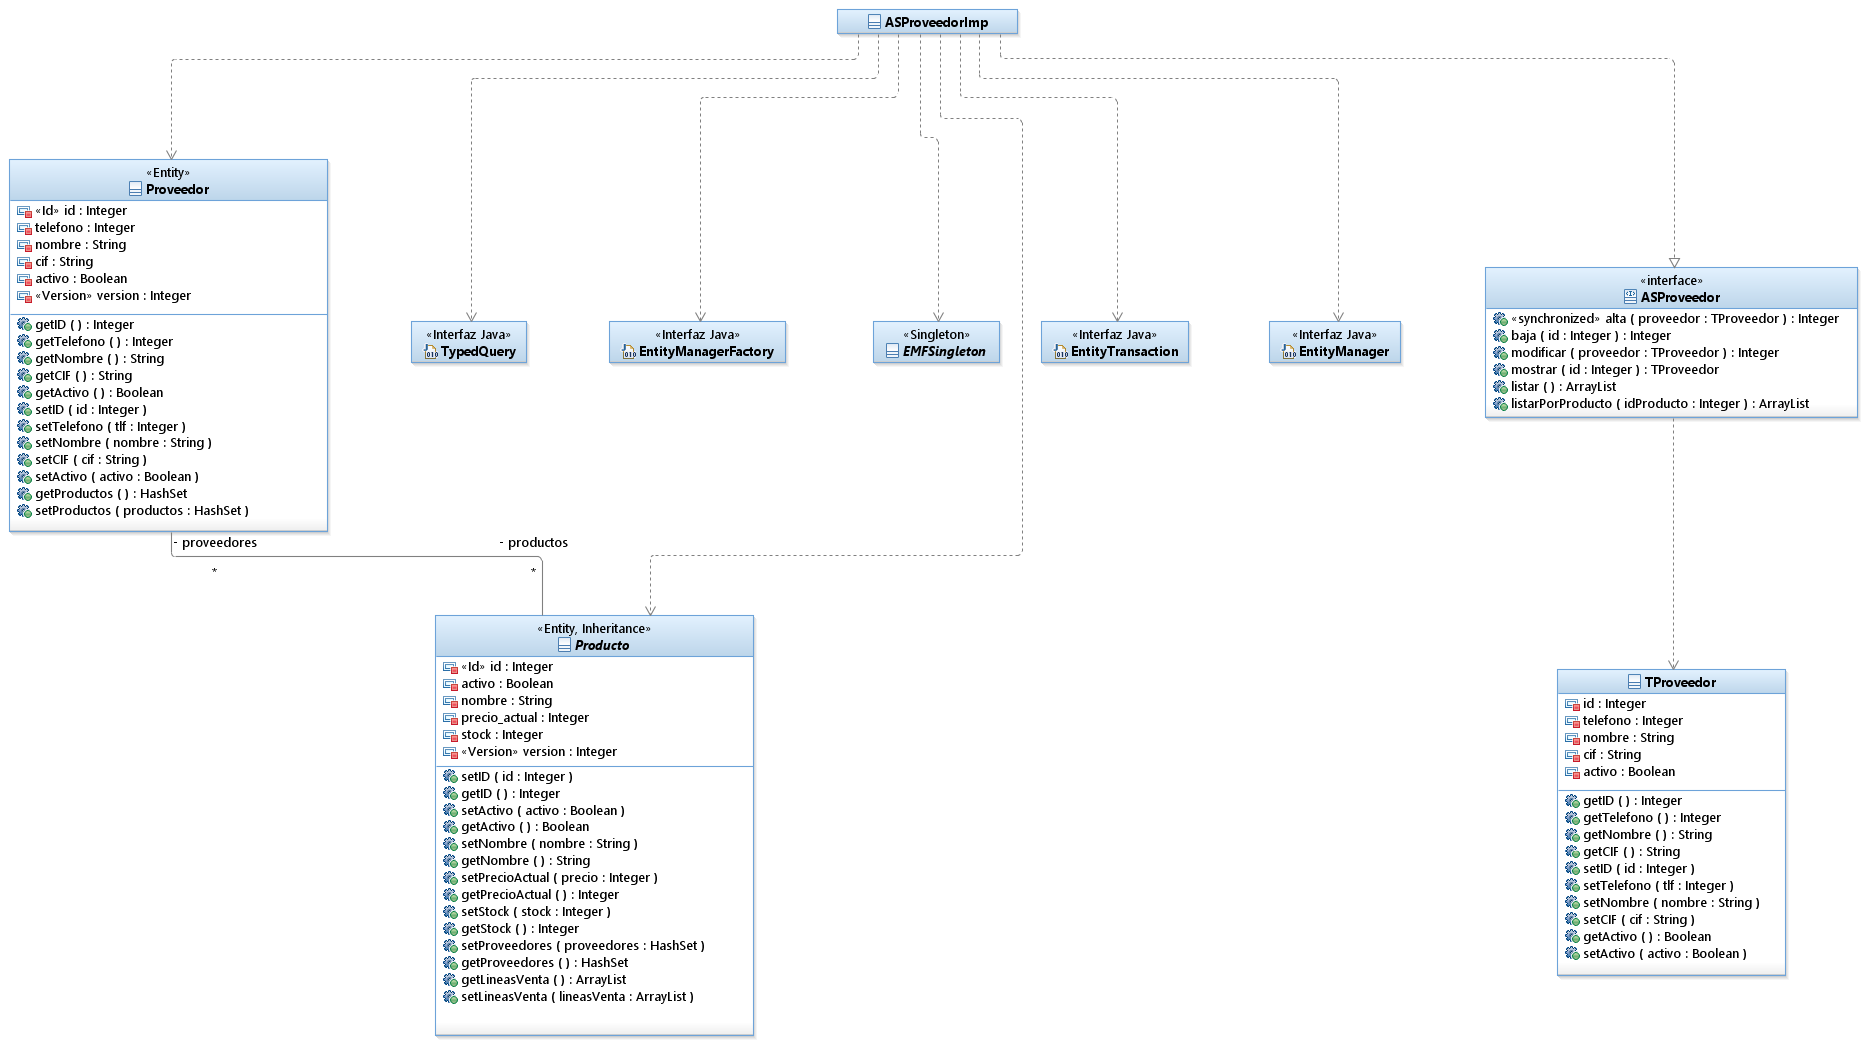 ASProveedorImp
«Entity»
Proveedor
«Id» id : Integer
telefono : Integer
nombre : String
cif : String
activo : Boolean
«Version» version : Integer
getID ( ) : Integer
getTelefono ( ) : Integer
getNombre ( ) : String
getCIF ( ) : String
getActivo ( ) : Boolean
setID ( id : Integer )
setTelefono ( tlf : Integer )
setNombre ( nombre : String )
setCIF ( cif : String )
setActivo ( activo : Boolean )
getProductos ( ) : HashSet
setProductos ( productos : HashSet )
«Interfaz Java»
TypedQuery
«Interfaz Java»
EntityManagerFactory
«Singleton»
EMFSingleton
«Interfaz Java»
EntityTransaction
«Interfaz Java»
EntityManager
«interface»
ASProveedor
«synchronized» alta ( proveedor : TProveedor ) : Integer
baja ( id : Integer ) : Integer
modificar ( proveedor : TProveedor ) : Integer
mostrar ( id : Integer ) : TProveedor
listar ( ) : ArrayList
listarPorProducto ( idProducto : Integer ) : ArrayList
- proveedores
*
- productos
*
«Entity, Inheritance»
Producto
«Id» id : Integer
activo : Boolean
nombre : String
precio_actual : Integer
stock : Integer
«Version» version : Integer
setID ( id : Integer )
getID ( ) : Integer
setActivo ( activo : Boolean )
getActivo ( ) : Boolean
setNombre ( nombre : String )
getNombre ( ) : String
setPrecioActual ( precio : Integer )
getPrecioActual ( ) : Integer
setStock ( stock : Integer )
getStock ( ) : Integer
setProveedores ( proveedores : HashSet )
getProveedores ( ) : HashSet
getLineasVenta ( ) : ArrayList
setLineasVenta ( lineasVenta : ArrayList )
TProveedor
id : Integer
telefono : Integer
nombre : String
cif : String
activo : Boolean
getID ( ) : Integer
getTelefono ( ) : Integer
getNombre ( ) : String
getCIF ( ) : String
setID ( id : Integer )
setTelefono ( tlf : Integer )
setNombre ( nombre : String )
setCIF ( cif : String )
getActivo ( ) : Boolean
setActivo ( activo : Boolean )